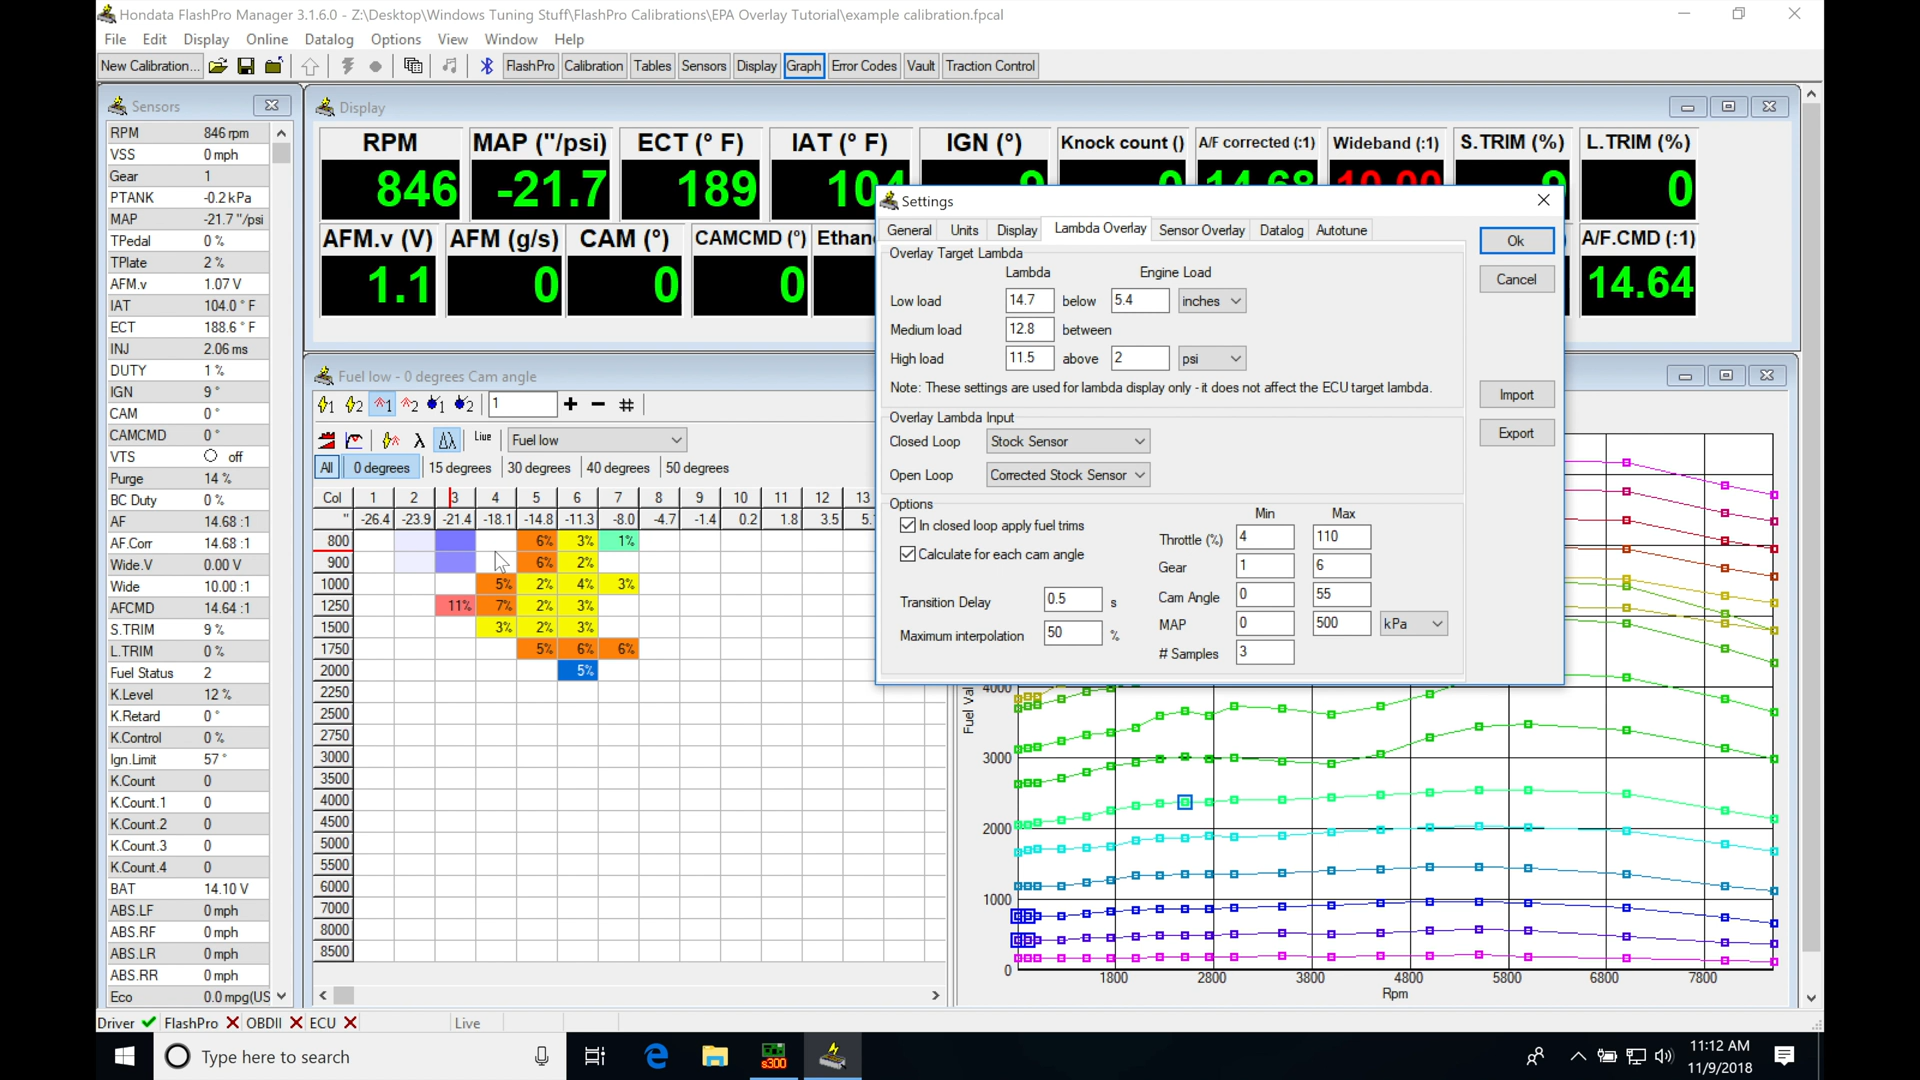 Hondata FlashPro Manager 3.1.6.0 - Z:\Desktop\Windows Tuning Stuff\FlashPro Calibrations\EPA Overlay Tutorial\example calibration.fpcal
File Edit Display Online Datalog Options View Window Help
New Calibration... FlashPro Calibration Tables Sensors Display Graph Error Codes Vault Traction Control
Sensors
RPM 846 rpm
VSS 0 mph
Gear 1
PTANK -0.2 kPa
MAP -21.7 "/psi
TPedal 0 %
TPlate 2 %
AFM.v 1.07 V
IAT 104.0 ° F
ECT 188.6 ° F
INJ 2.06 ms
DUTY 1 %
IGN 9 °
CAM 0 °
CAMCMD 0 °
VTS off
Purge 14 %
BC Duty 0 %
AF 14.68 :1
AF.Corr 14.68 :1
Wide.V 0.00 V
Wide 10.00 :1
AFCMD 14.64 :1
S.TRIM 9 %
L.TRIM 0 %
Fuel Status 2
K.Level 12 %
K.Retard 0 °
K.Control 0 %
Ign.Limit 57 °
K.Count 0
K.Count.1 0
K.Count.2 0
K.Count.3 0
K.Count.4 0
BAT 14.10 V
ABS.LF 0 mph
ABS.RF 0 mph
ABS.LR 0 mph
ABS.RR 0 mph
Eco 0.0 mpg(US
Display
RPM MAP ("/psi) ECT (° F) IAT (° F) IGN (°) Knock count () A/F corrected (:1) Wideband (:1) S.TRIM (%) L.TRIM (%)
846 -21.7 189 104 9 0 14.68 10.00 9 0
AFM.v (V) AFM (g/s) CAM (°) CAMCMD (°) A/F.CMD (:1)
1.1 0 0 0 14.64
Settings
General Units Display Lambda Overlay Sensor Overlay Datalog Autotune
Overlay Target Lambda
Lambda Engine Load
Low load 14.7 below 5.4 inches
Medium load 12.8 between
High load 11.5 above 2 psi
Note: These settings are used for lambda display only - it does not affect the ECU target lambda.
Overlay Lambda Input
Closed Loop Stock Sensor
Open Loop Corrected Stock Sensor
Options
In closed loop apply fuel trims
Calculate for each cam angle
Transition Delay 0.5 s
Maximum interpolation 50 %
Min Max
Throttle (%) 4 110
Gear 1 6
Cam Angle 0 55
MAP 0 500 kPa
# Samples 3
Ok
Cancel
Import
Export
Fuel low - 0 degrees Cam angle
1
Live Fuel low
All 0 degrees 15 degrees 30 degrees 40 degrees 50 degrees
Col 1 2 3 4 5 6 7 8 9 10 11 12 13
" -26.4 -23.9 -21.4 -18.1 -14.8 -11.3 -8.0 -4.7 -1.4 0.2 1.8 3.5
800 6% 3% 1%
900 6% 2%
1000 5% 2% 4% 3%
1250 11% 7% 2% 3%
1500 3% 2% 3%
1750 5% 6% 6%
2000 5%
2250
2500
2750
3000
3500
4000
4500
5000
5500
6000
7000
8000
8500
4000
3000
2000
1000
0
1800 2800 3800 4800 5800 6800 7800
Rpm
Driver FlashPro OBDII ECU Live
Type here to search
s300
11:12 AM
11/9/2018